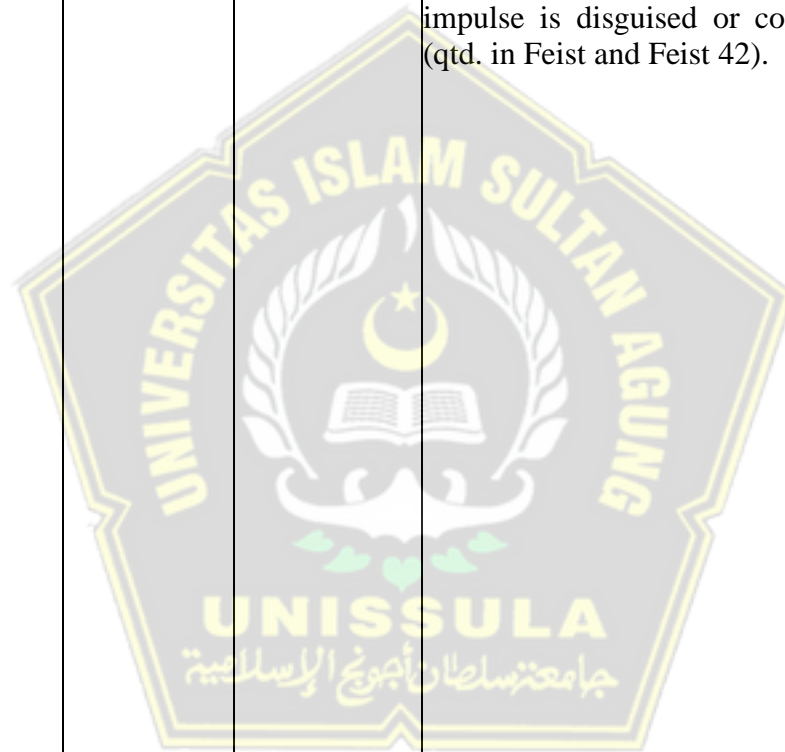 impulse is disguised or co
(qtd. in Feist and Feist 42).
UNIVERSITAS ISLAM SULTAN AGUNG
UNISSULA
جامعة سلطان أجونج الإسلامية